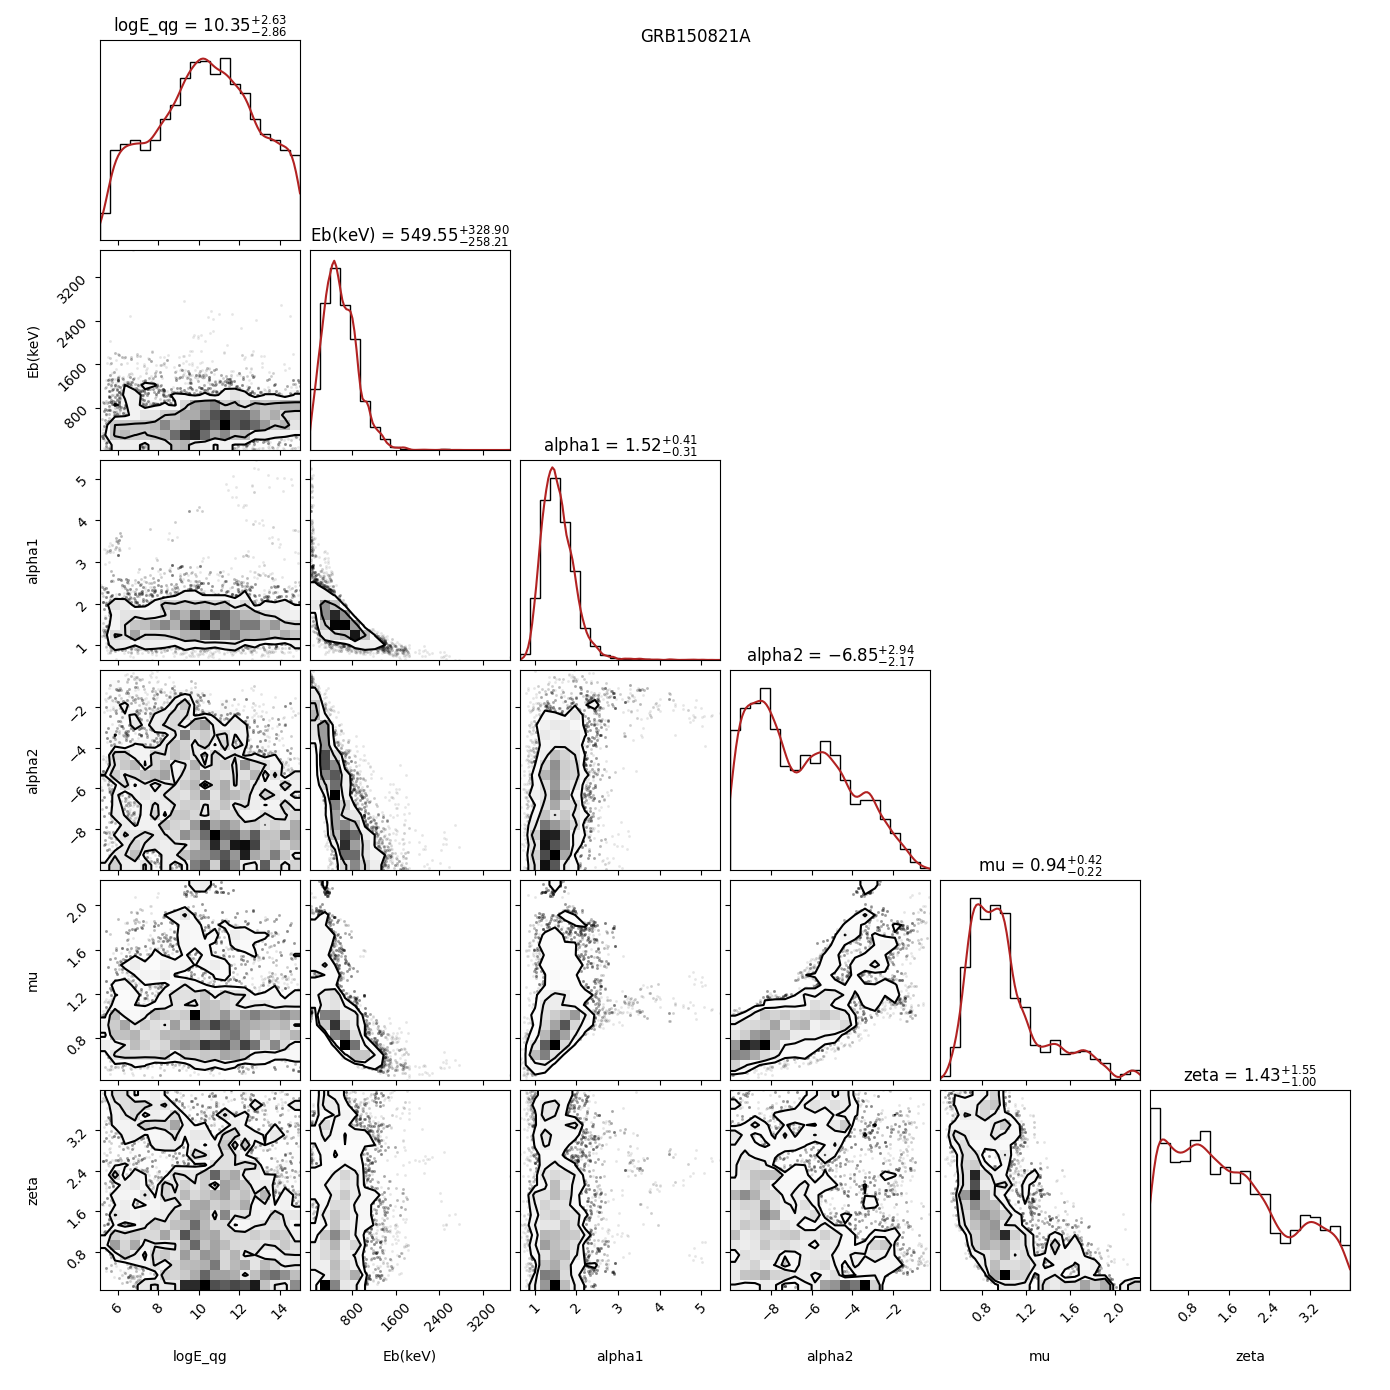 logE_qg = 10.35+2.63−2.86
GRB150821A
Eb(keV) = 549.55+328.90−258.21
3200
2400
1600
800
Eb(keV)
alpha1 = 1.52+0.41−0.31
5
4
3
2
1
alpha1
alpha2 = −6.85+2.94−2.17
−2
−4
−6
−8
alpha2
mu = 0.94+0.42−0.22
2.0
1.6
1.2
0.8
mu
zeta = 1.43+1.55−1.00
3.2
2.4
1.6
0.8
zeta
6 8 10 12 14 800 1600 2400 3200 1 2 3 4 5 −8 −6 −4 −2 0.8 1.2 1.6 2.0 0.8 1.6 2.4 3.2
logE_qg Eb(keV) alpha1 alpha2 mu zeta